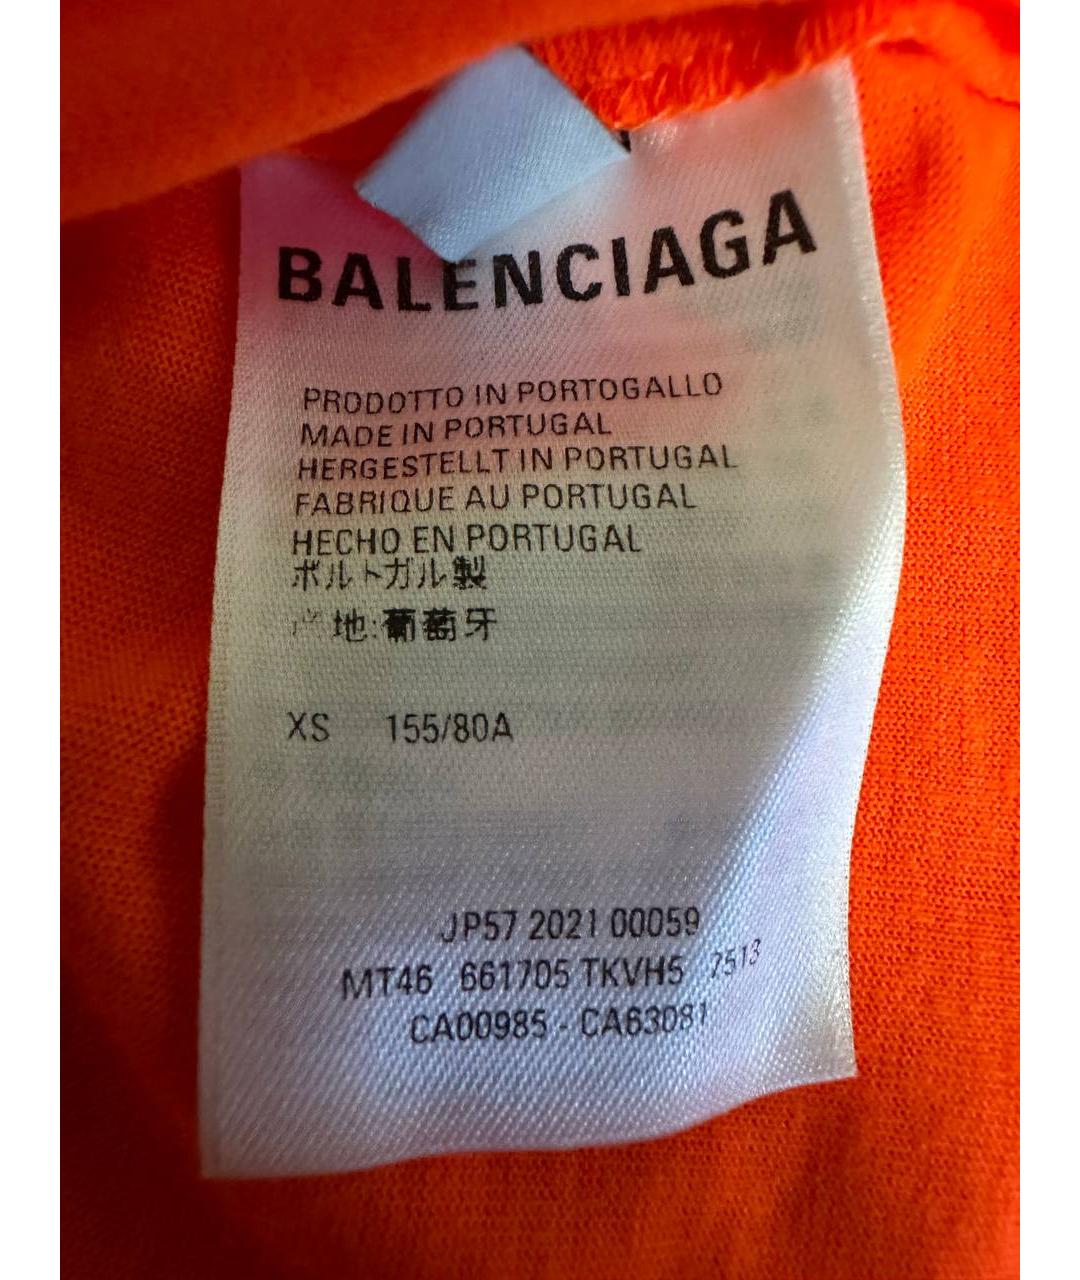 BALENCIAGA
PRODOTTO IN PORTOGALLO
MADE IN PORTUGAL
HERGESTELLT IN PORTUGAL
FABRIQUE AU PORTUGAL
HECHO EN PORTUGAL
ポルトガル製
产地:葡萄牙
XS 155/80A
JP57 2021 00059
MT46 661705 TKVH5 7513
CA00985 - CA63081